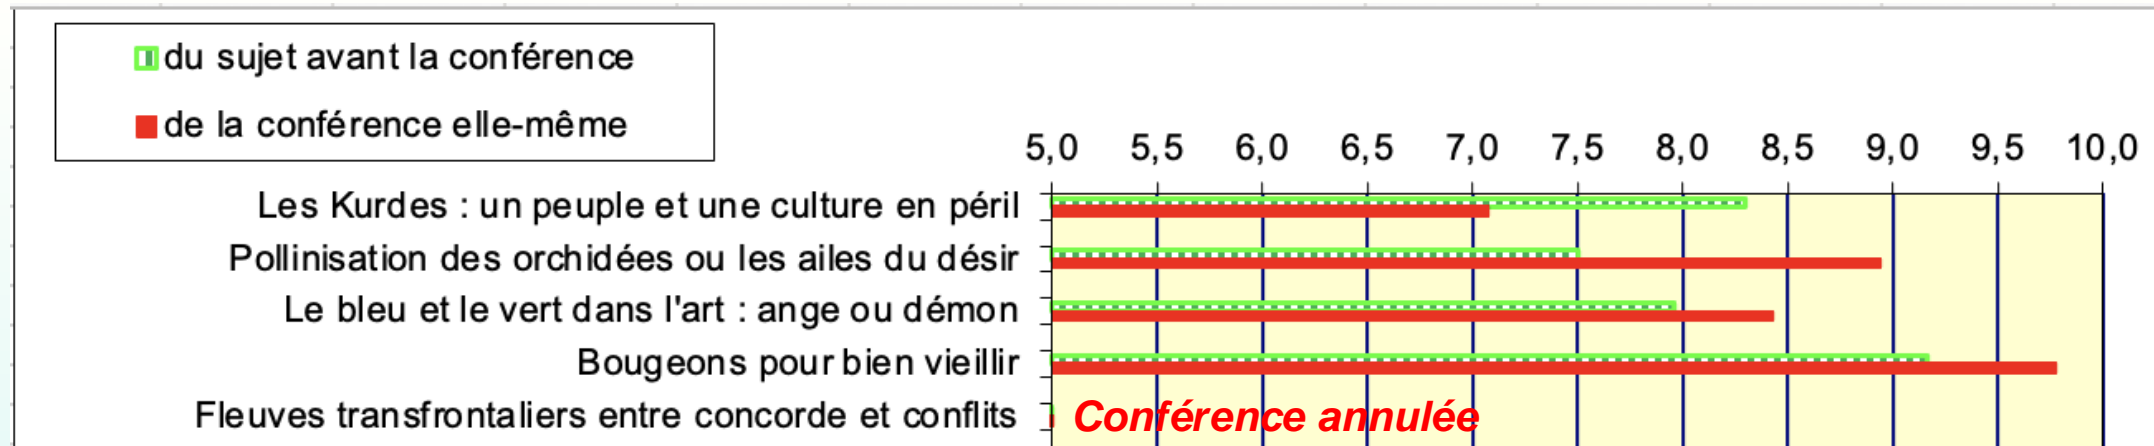 du sujet avant la conférence
de la conférence elle-même
5,0 5,5 6,0 6,5 7,0 7,5 8,0 8,5 9,0 9,5 10,0
Les Kurdes : un peuple et une culture en péril
Pollinisation des orchidées ou les ailes du désir
Le bleu et le vert dans l'art : ange ou démon
Bougeons pour bien vieillir
Fleuves transfrontaliers entre concorde et conflits Conférence annulée